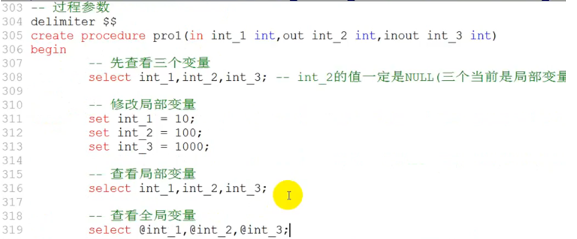 303 -- 过程参数
304 delimiter $$
305 create procedure pro1(in int_1 int,out int_2 int,inout int_3 int)
306 begin
307 -- 先查看三个变量
308 select int_1,int_2,int_3; -- int_2的值一定是NULL(三个当前是局部变量
309
310 -- 修改局部变量
311 set int_1 = 10;
312 set int_2 = 100;
313 set int_3 = 1000;
314
315 -- 查看局部变量
316 select int_1,int_2,int_3;
317
318 -- 查看全局变量
319 select @int_1,@int_2,@int_3;